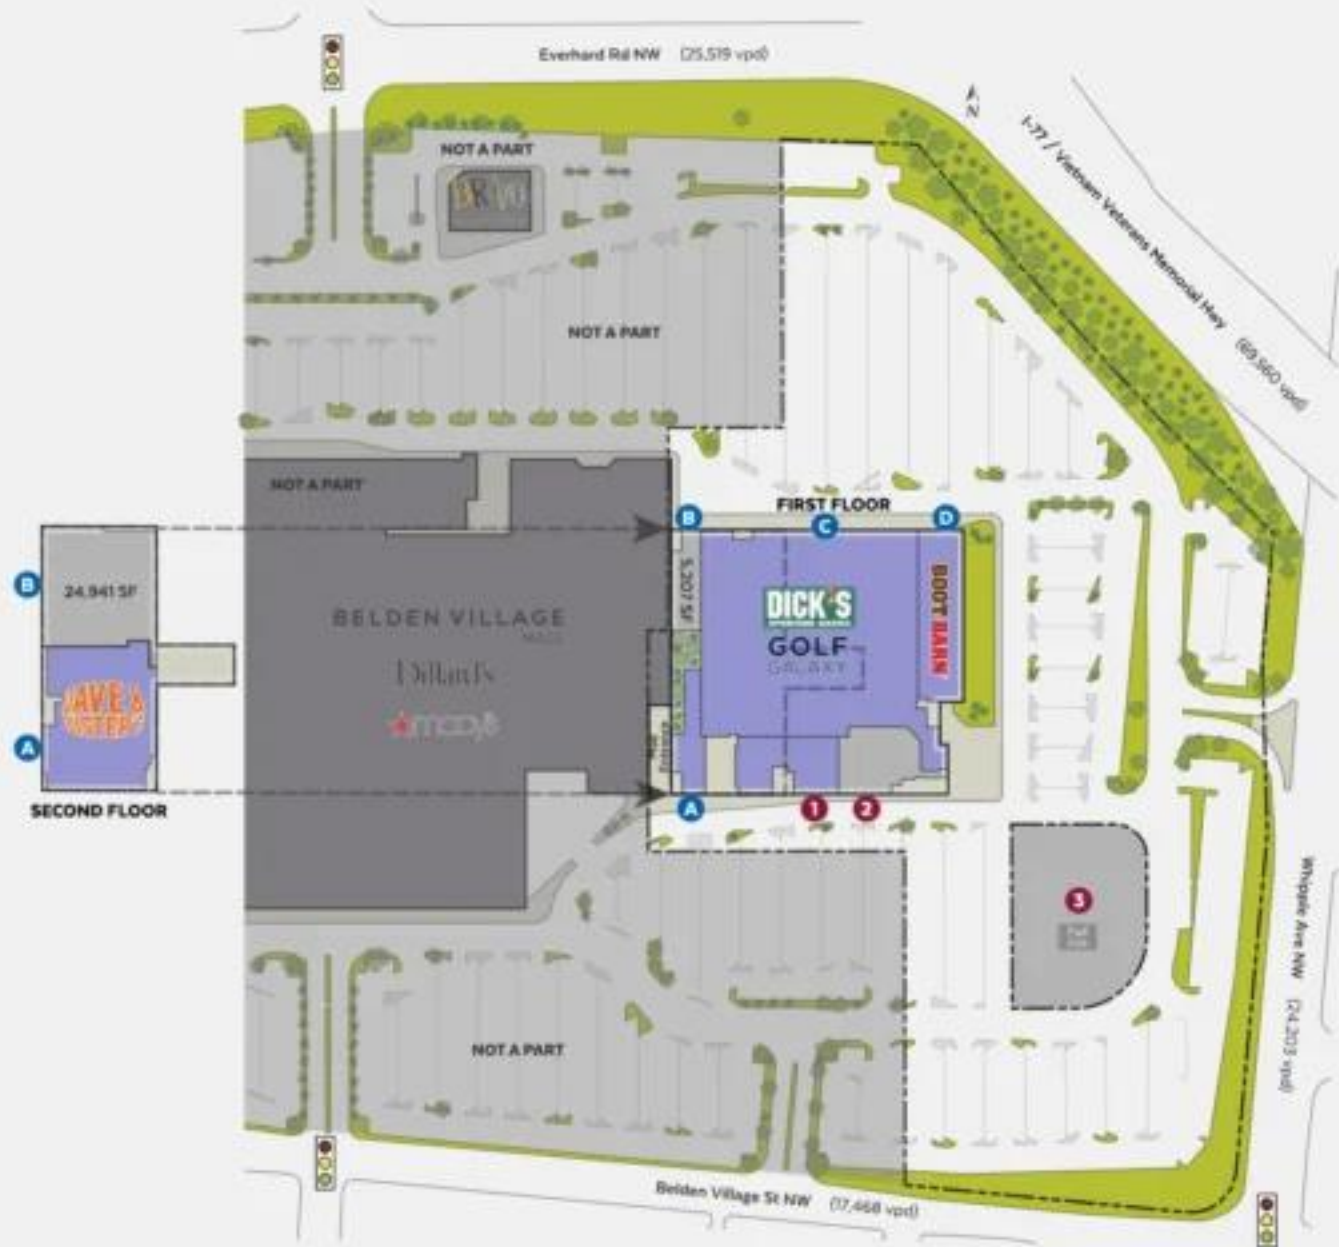 Everhard Rd NW (25,519 vpd)
N
I-77 / Vietnam Veterans Memorial Hwy (69,560 vpd)
NOT A PART
NOT A PART
NOT A PART
FIRST FLOOR
B
C
D
B
24,941 SF
5,207 SF
DICK'S
SPORTING GOODS
GOLF
GALAXY
BOOT BARN
BELDEN VILLAGE
MALL
Dillard's
macy's
A
SECOND FLOOR
Mall
Entrance
A
1
2
3
Whipple Ave NW (24,203 vpd)
NOT A PART
Belden Village St NW (17,468 vpd)